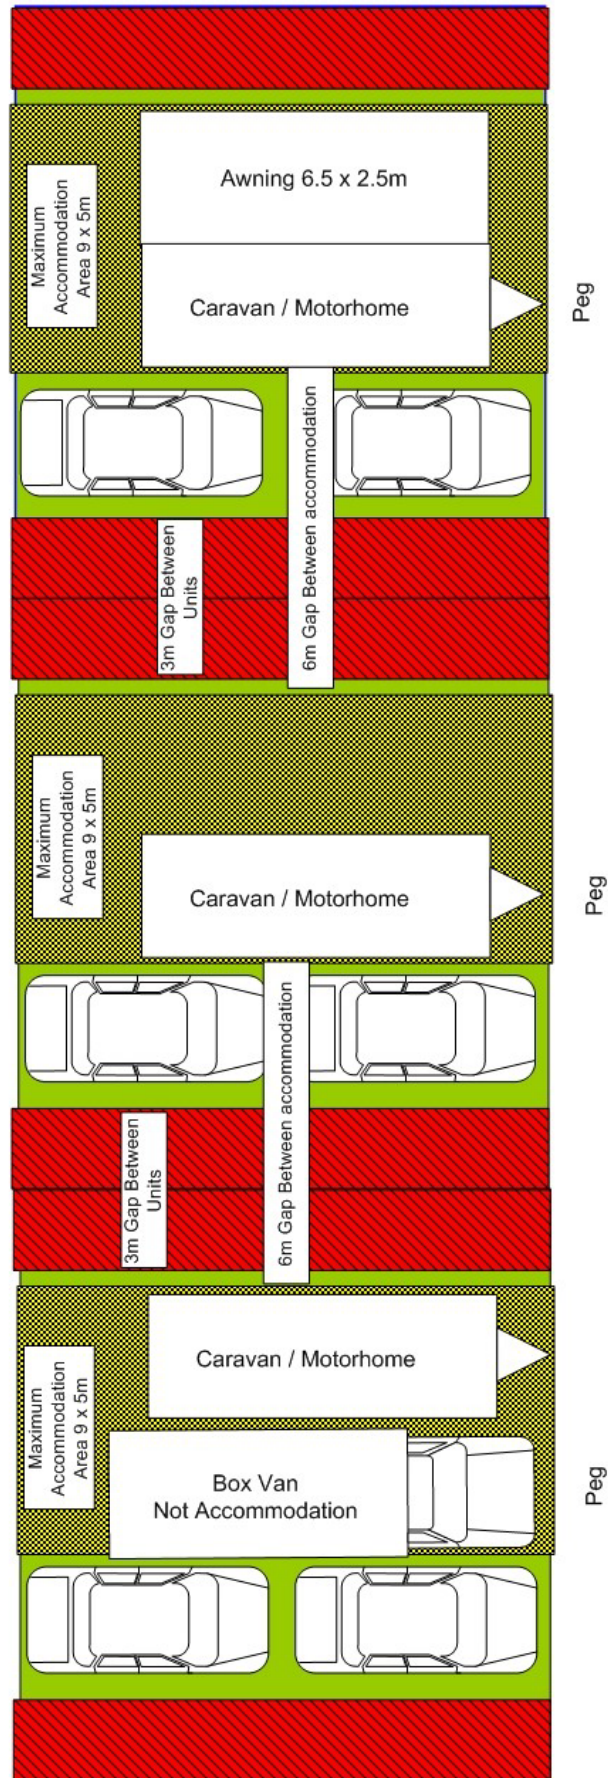 Awning 6.5 x 2.5m
Maximum
Accommodation
Area 9 x 5m
Caravan / Motorhome
Peg
3m Gap Between
Units
6m Gap Between accommodation
Maximum
Accommodation
Area 9 x 5m
Caravan / Motorhome
Peg
3m Gap Between
Units
6m Gap Between accommodation
Caravan / Motorhome
Maximum
Accommodation
Area 9 x 5m
Box Van
Not Accommodation
Peg